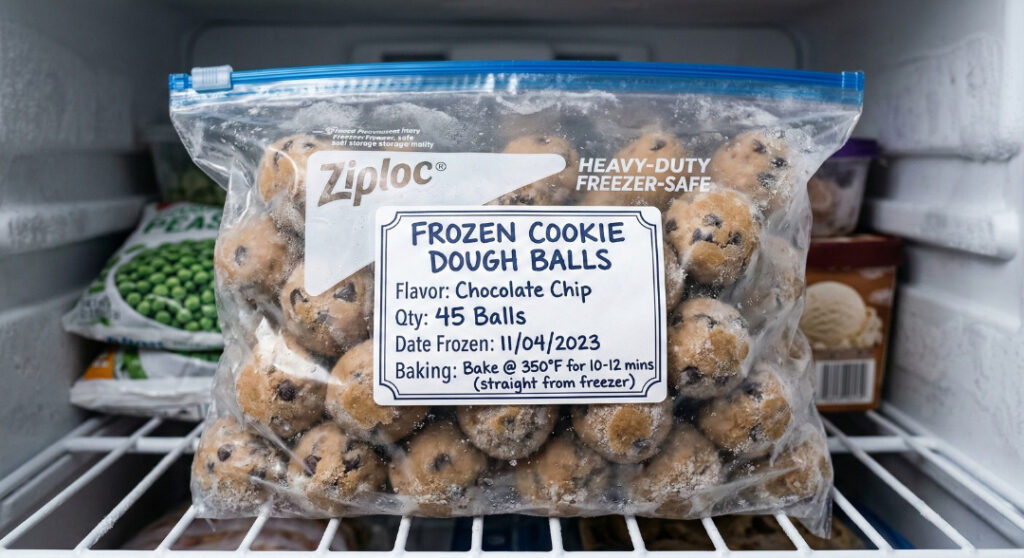 Ziploc®
HEAVY-DUTY
FREEZER-SAFE
FROZEN COOKIE
DOUGH BALLS
Flavor: Chocolate Chip
Qty: 45 Balls
Date Frozen: 11/04/2023
Baking: Bake @ 350°F for 10-12 mins
(straight from freezer)
PEAS